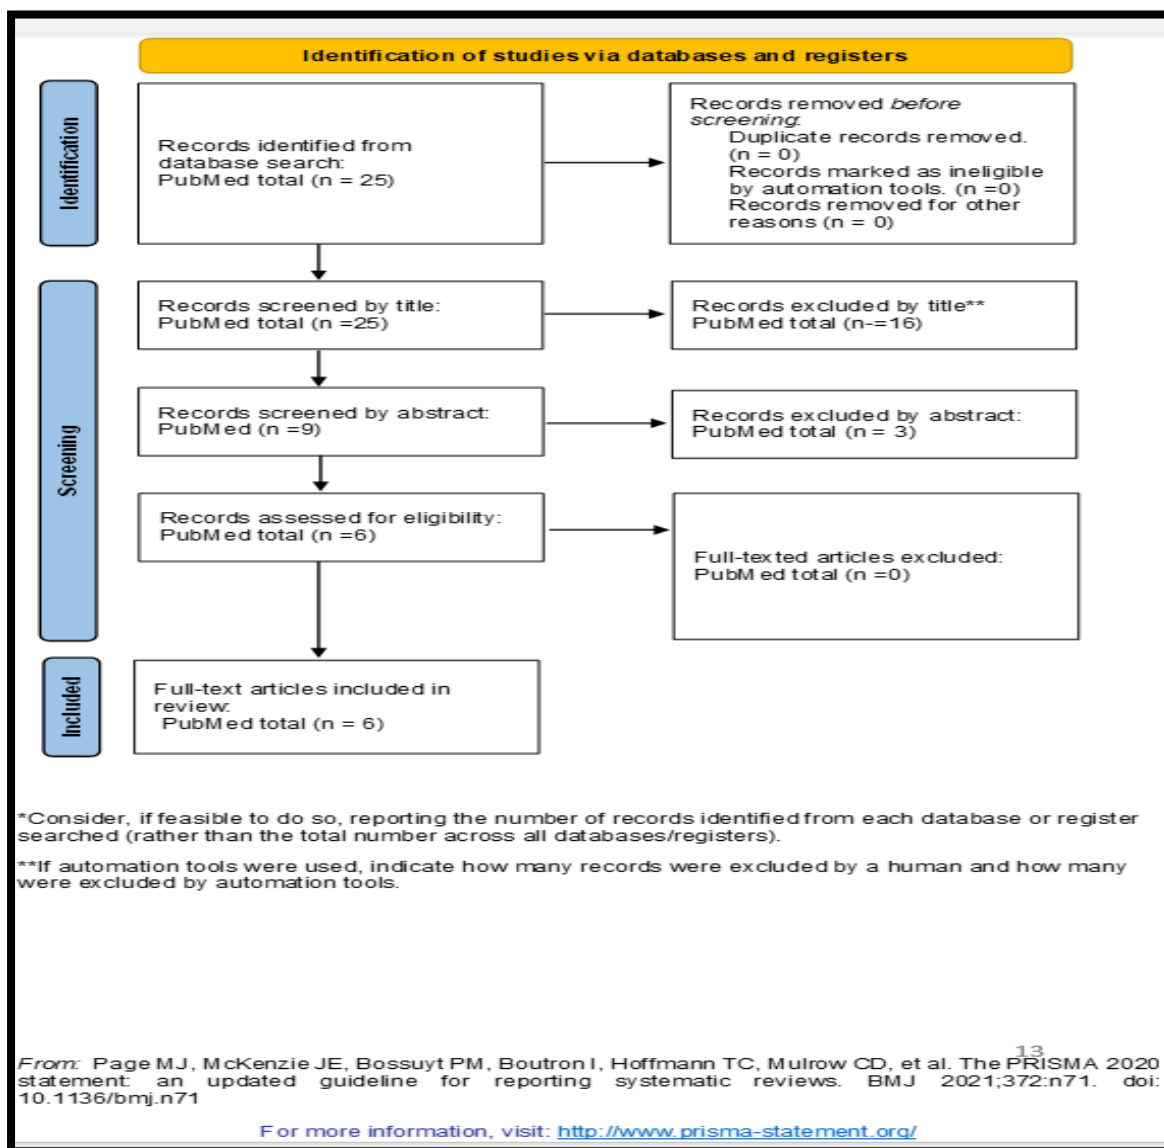 Identification of studies via databases and registers
Identification
Records identified from
database search:
PubMed total (n = 25)
Records removed before
screening:
Duplicate records removed.
(n = 0)
Records marked as ineligible
by automation tools. (n =0)
Records removed for other
reasons (n = 0)
Screening
Records screened by title:
PubMed total (n =25)
Records excluded by title**
PubMed total (n-=16)
Records screened by abstract:
PubMed (n =9)
Records excluded by abstract:
PubMed total (n = 3)
Records assessed for eligibility:
PubMed total (n =6)
Full-texted articles excluded:
PubMed total (n =0)
Included
Full-text articles included in
review:
PubMed total (n = 6)
*Consider, if feasible to do so, reporting the number of records identified from each database or register
searched (rather than the total number across all databases/registers).
**If automation tools were used, indicate how many records were excluded by a human and how many
were excluded by automation tools.
13
From: Page MJ, McKenzie JE, Bossuyt PM, Boutron I, Hoffmann TC, Mulrow CD, et al. The PRISMA 2020
statement: an updated guideline for reporting systematic reviews. BMJ 2021;372:n71. doi:
10.1136/bmj.n71
For more information, visit: http://www.prisma-statement.org/